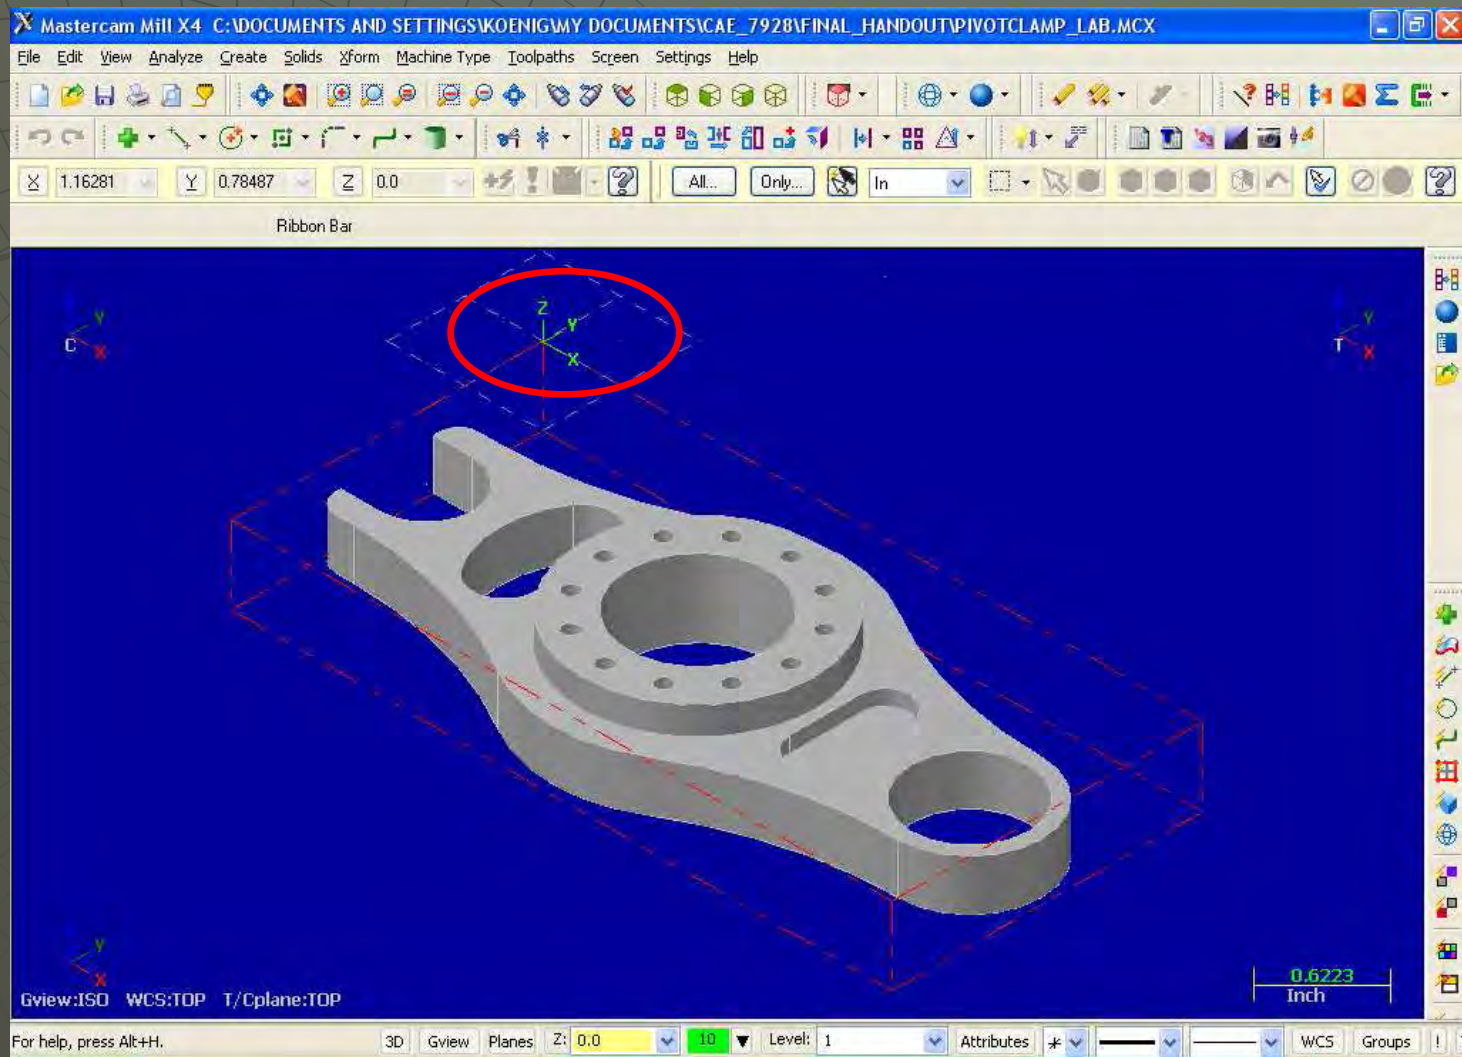 Mastercam Mill X4 C:\DOCUMENTS AND SETTINGS\KOENIG\MY DOCUMENTS\CAE_7928\FINAL_HANDOUT\PIVOTCLAMP_LAB.MCX
File Edit View Analyze Create Solids Xform Machine Type Toolpaths Screen Settings Help
X 1.16281 Y 0.78487 Z 0.0 All... Only... In
Ribbon Bar
Z
Y
X
Y
C X
Y
T X
Y
X
0.6223
Inch
Gview:ISO WCS:TOP T/Cplane:TOP
For help, press Alt+H. 3D Gview Planes Z: 0.0 10 Level: 1 Attributes WCS Groups ! ?